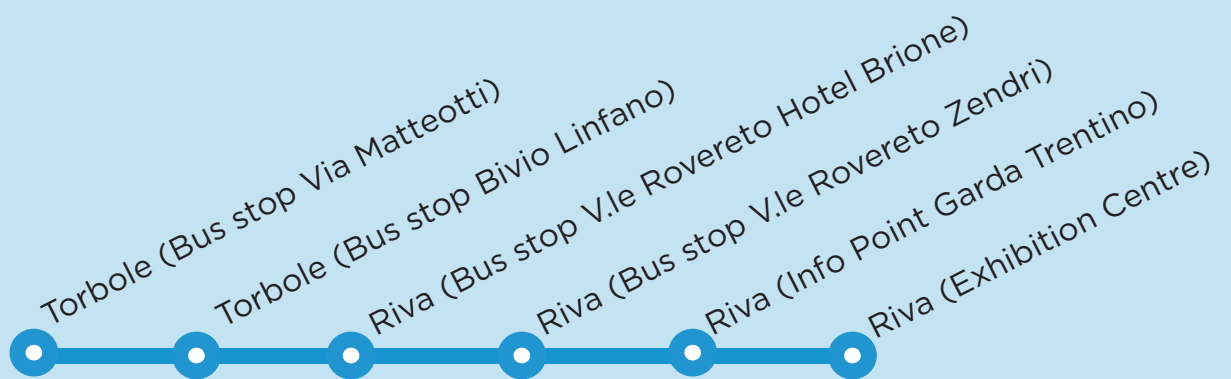 Torbole (Bus stop Via Matteotti)
Torbole (Bus stop Bivio Linfano)
Riva (Bus stop V.le Rovereto Hotel Brione)
Riva (Bus stop V.le Rovereto Zendri)
Riva (Info Point Garda Trentino)
Riva (Exhibition Centre)